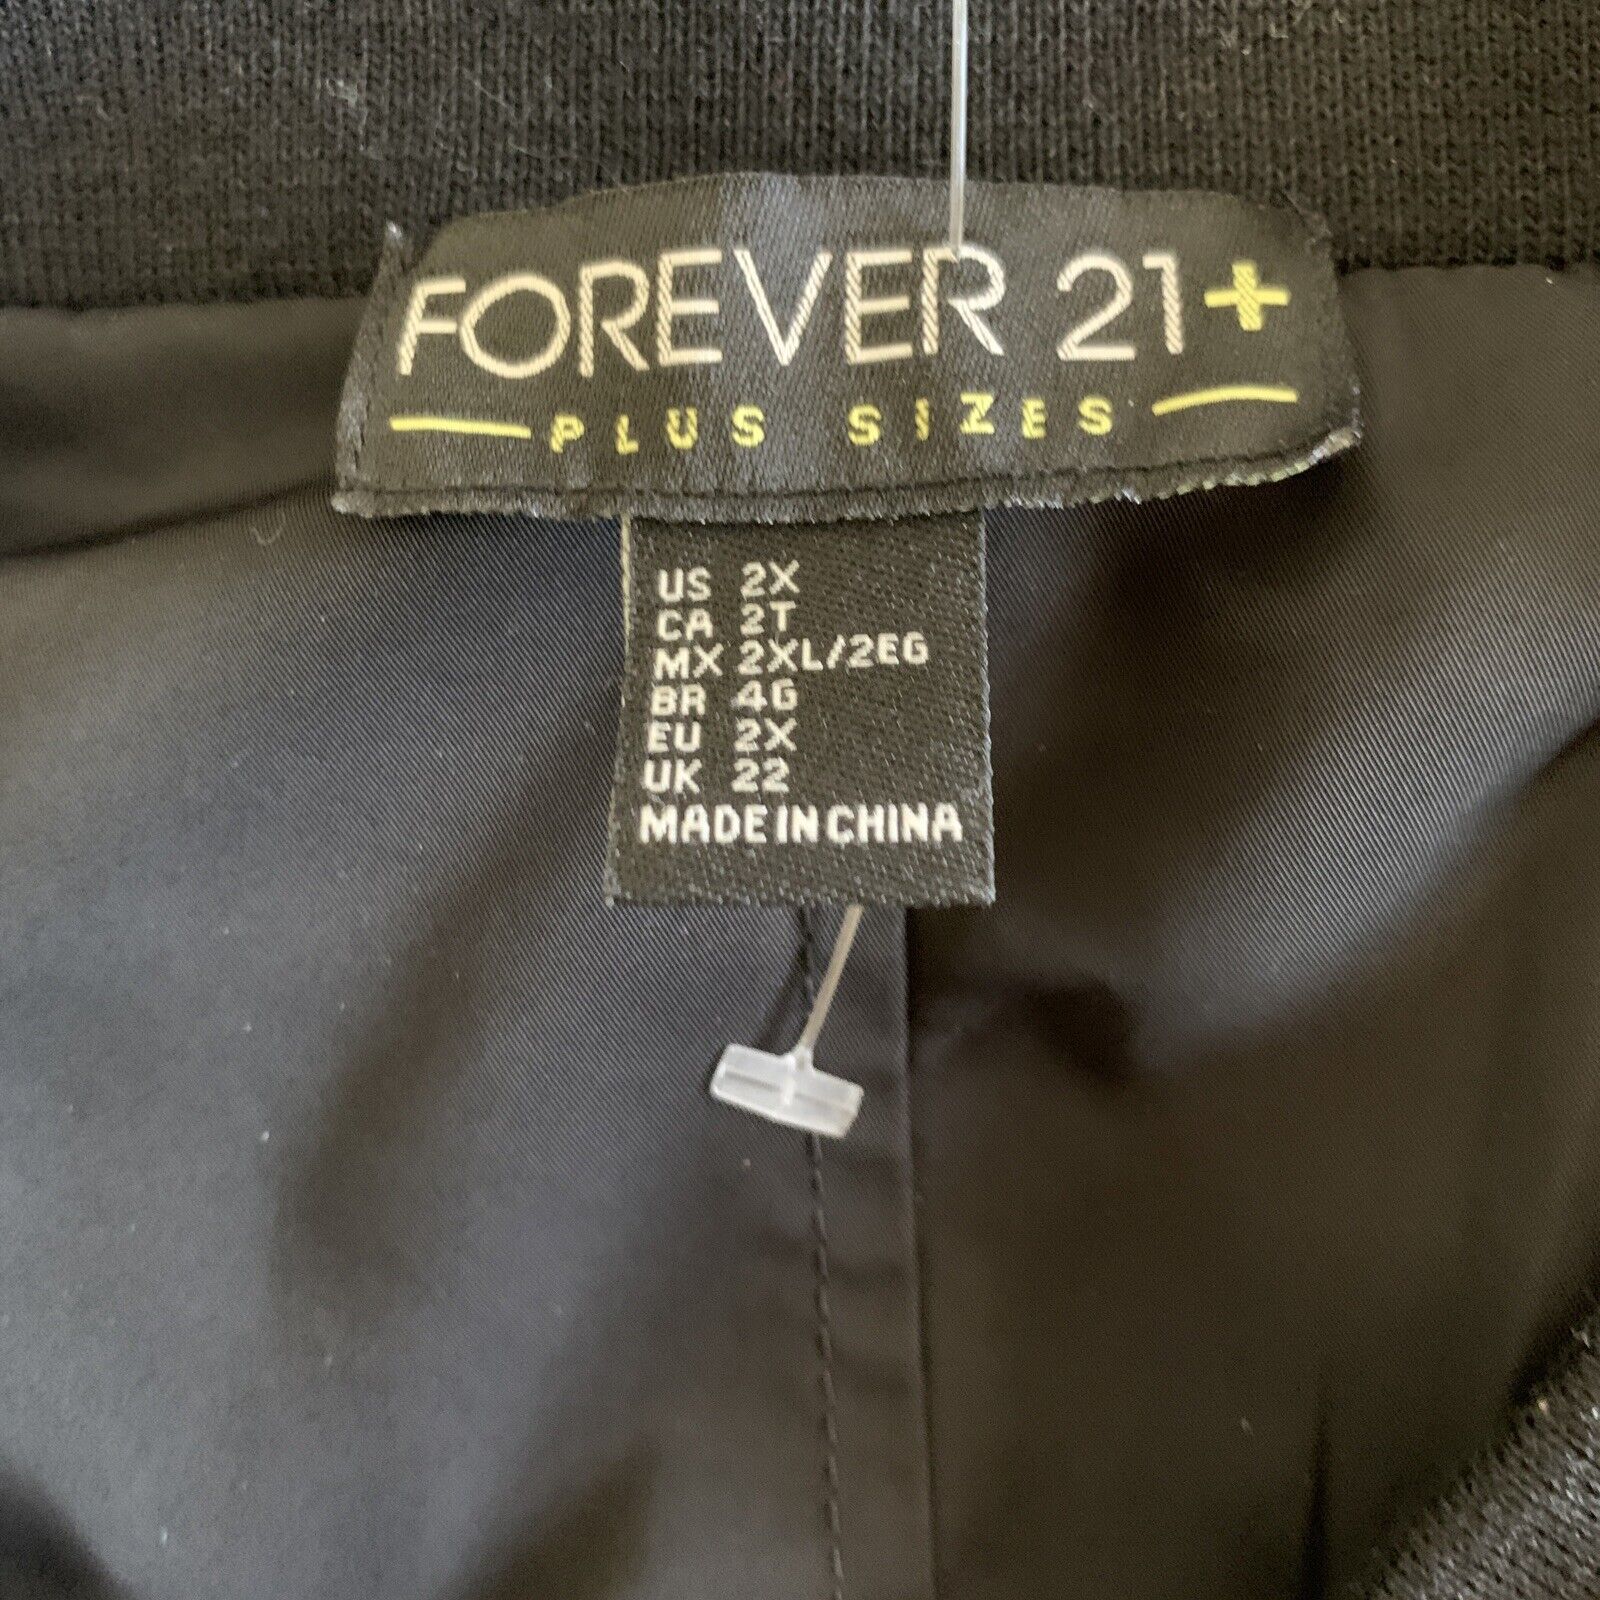 FOREVER 21+
PLUS SIZES
US 2X
CA 2T
MX 2XL/2EG
BR 4G
EU 2X
UK 22
MADE IN CHINA